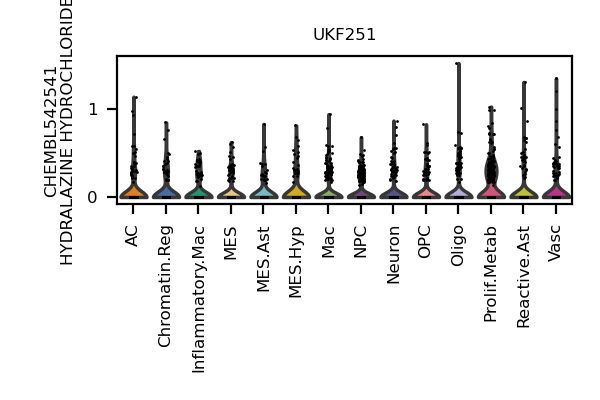 UKF251
CHEMBL542541
HYDRALAZINE HYDROCHLORIDE
1
0
AC
Chromatin.Reg
Inflammatory.Mac
MES
MES.Ast
MES.Hyp
Mac
NPC
Neuron
OPC
Oligo
Prolif.Metab
Reactive.Ast
Vasc